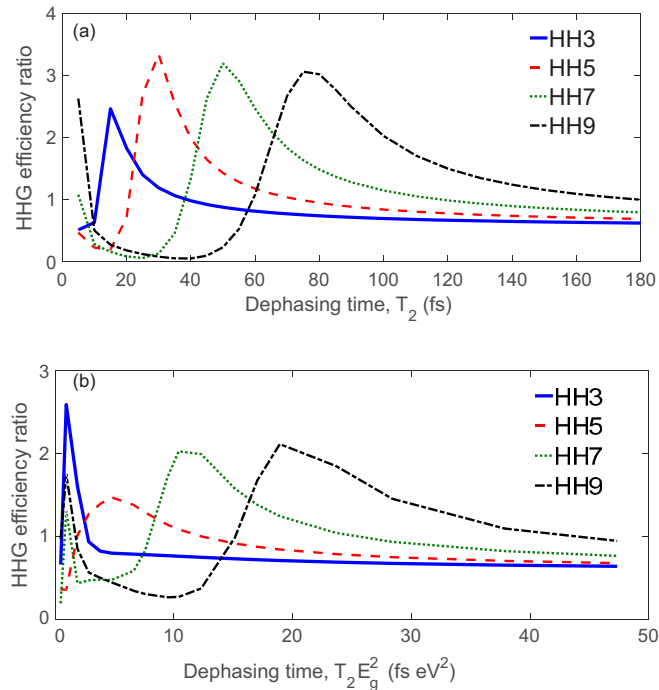 (a)
HH3
HH5
HH7
HH9
HHG efficiency ratio
4
3
2
1
0
0 20 40 60 80 100 120 140 160 180
Dephasing time, T₂ (fs)
(b)
HH3
HH5
HH7
HH9
HHG efficiency ratio
3
2
1
0
0 10 20 30 40 50
Dephasing time, T₂E_g² (fs eV²)